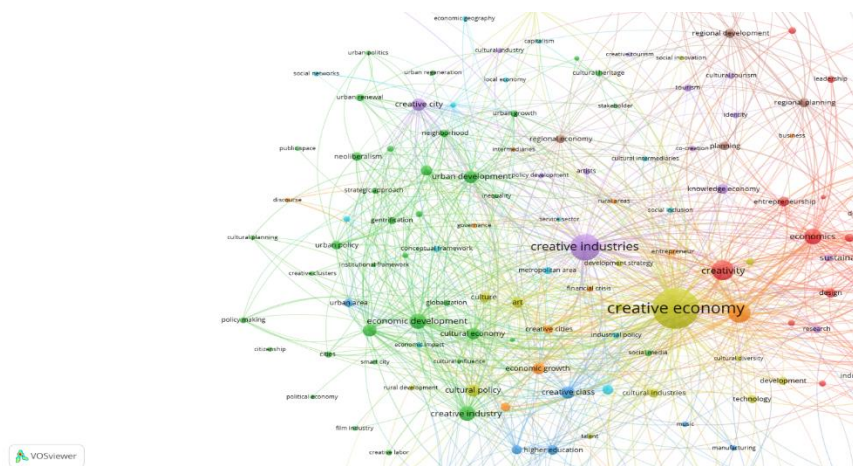 economic geography
capitalism
regional development
urban politics
cultural industry
creative tourism
social innovation
social networks
urban regeneration
local economy
cultural heritage
cultural tourism
leadership
tourism
urban renewal
creative city
stakeholder
regional planning
urban growth
identity
neighborhood
regional economy
business
public space
intermediaries
co-creation
planning
neoliberalism
cultural intermediaries
urban development
policy development
artists
strategic approach
inequality
knowledge economy
discourse
rural areas
entrepreneurship
gentrification
social inclusion
service sector
governance
cultural planning
economics
urban policy
conceptual framework
creative industries
entrepreneur
sustaina
institutional framework
development strategy
creative clusters
metropolitan area
creativity
urban area
financial crisis
design
globalization
culture
art
creative economy
policy making
economic development
creative cities
research
cultural economy
industrial policy
citizenship
economic impact
cities
social media
smart city
cultural influence
cultural diversity
economic growth
indu
rural development
cultural policy
development
political economy
creative class
cultural industries
technology
creative industry
film industry
music
talent
creative labor
higher education
manufacturing
VOSviewer